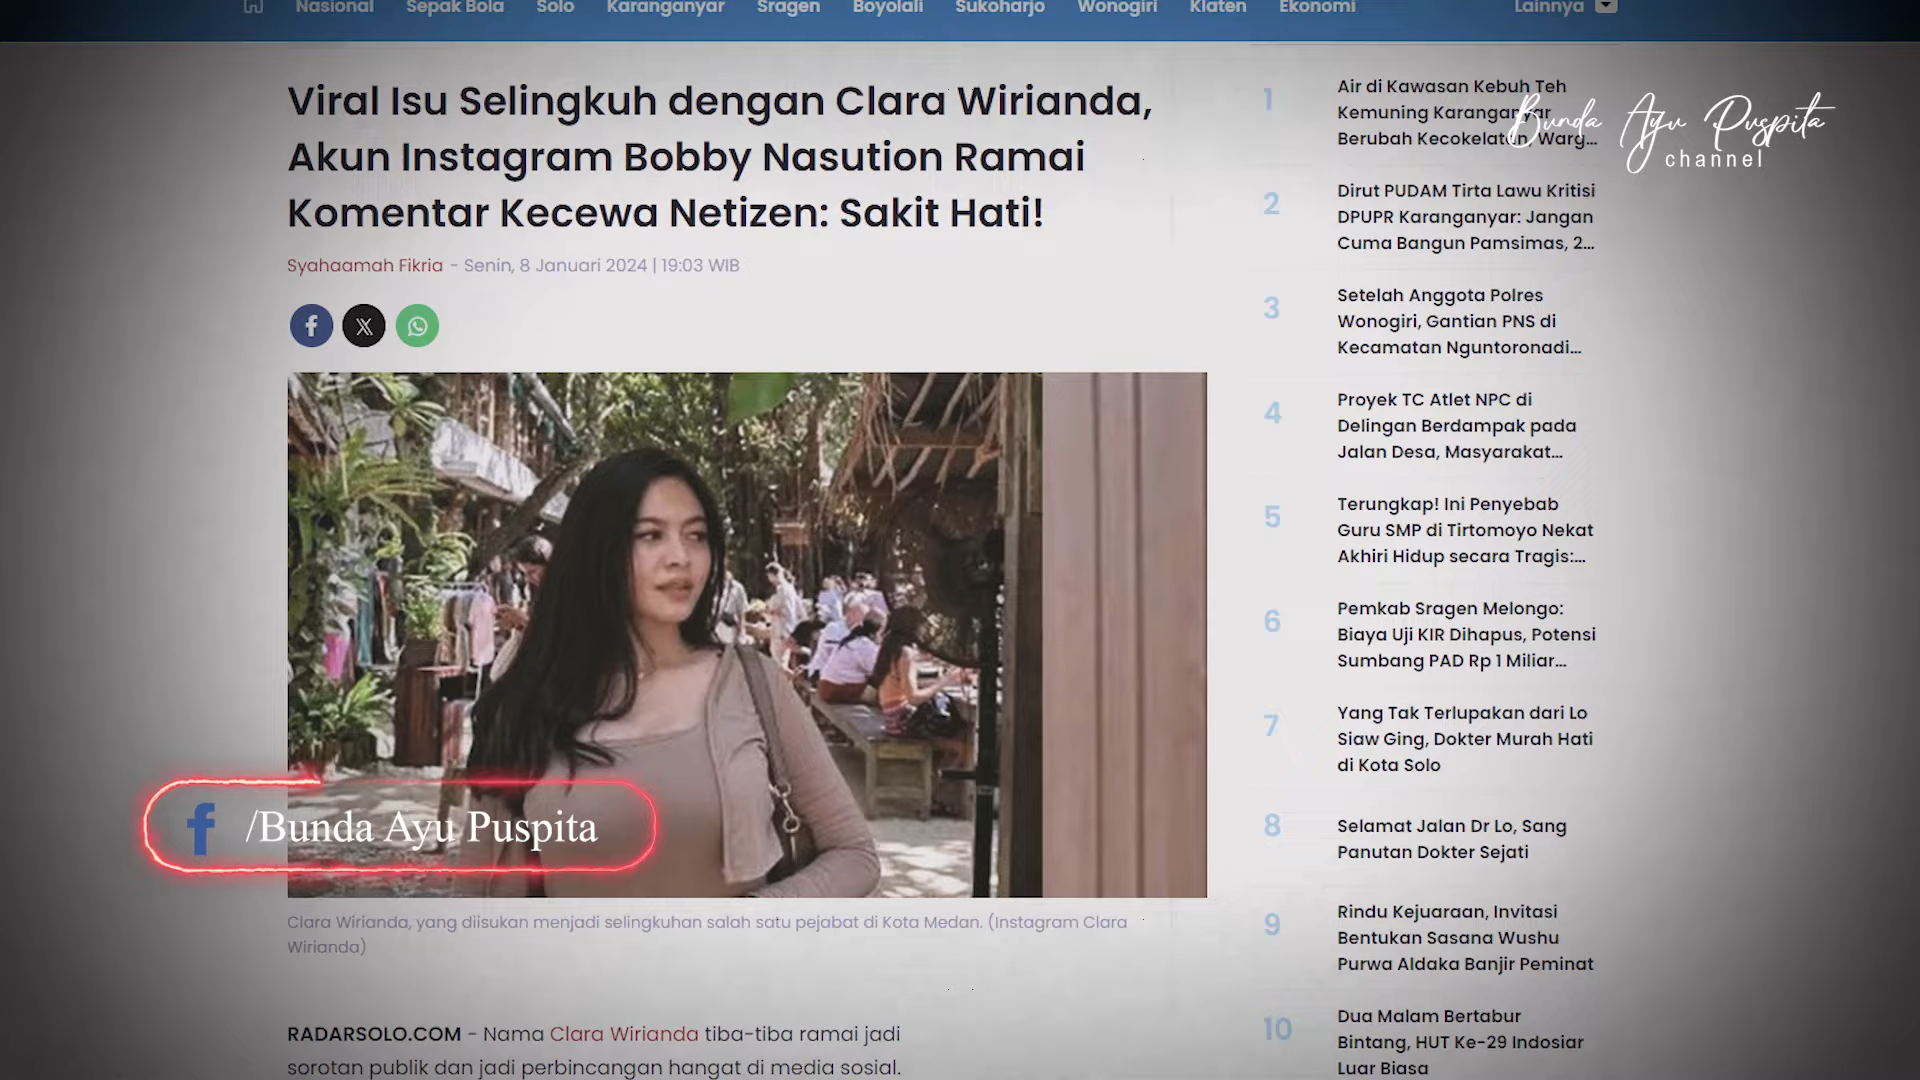 Nasional Sepak Bola Solo Karanganyar Sragen Boyolali Sukoharjo Wonogiri Klaten Ekonomi Lainnya
Viral Isu Selingkuh dengan Clara Wirianda,
Akun Instagram Bobby Nasution Ramai
Komentar Kecewa Netizen: Sakit Hati!
Syahaamah Fikria - Senin, 8 Januari 2024 | 19:03 WIB
/Bunda Ayu Puspita
Clara Wirianda, yang diisukan menjadi selingkuhan salah satu pejabat di Kota Medan. (Instagram Clara
Wirianda)
RADARSOLO.COM - Nama Clara Wirianda tiba-tiba ramai jadi
sorotan publik dan jadi perbincangan hangat di media sosial.
Bunda Ayu Puspita
channel
1
Air di Kawasan Kebuh Teh
Kemuning Karanganyar
Berubah Kecokelatan, Warg...
2
Dirut PUDAM Tirta Lawu Kritisi
DPUPR Karanganyar: Jangan
Cuma Bangun Pamsimas, 2...
3
Setelah Anggota Polres
Wonogiri, Gantian PNS di
Kecamatan Nguntoronadi...
4
Proyek TC Atlet NPC di
Delingan Berdampak pada
Jalan Desa, Masyarakat...
5
Terungkap! Ini Penyebab
Guru SMP di Tirtomoyo Nekat
Akhiri Hidup secara Tragis:...
6
Pemkab Sragen Melongo:
Biaya Uji KIR Dihapus, Potensi
Sumbang PAD Rp 1 Miliar...
7
Yang Tak Terlupakan dari Lo
Siaw Ging, Dokter Murah Hati
di Kota Solo
8
Selamat Jalan Dr Lo, Sang
Panutan Dokter Sejati
9
Rindu Kejuaraan, Invitasi
Bentukan Sasana Wushu
Purwa Aldaka Banjir Peminat
10
Dua Malam Bertabur
Bintang, HUT Ke-29 Indosiar
Luar Biasa